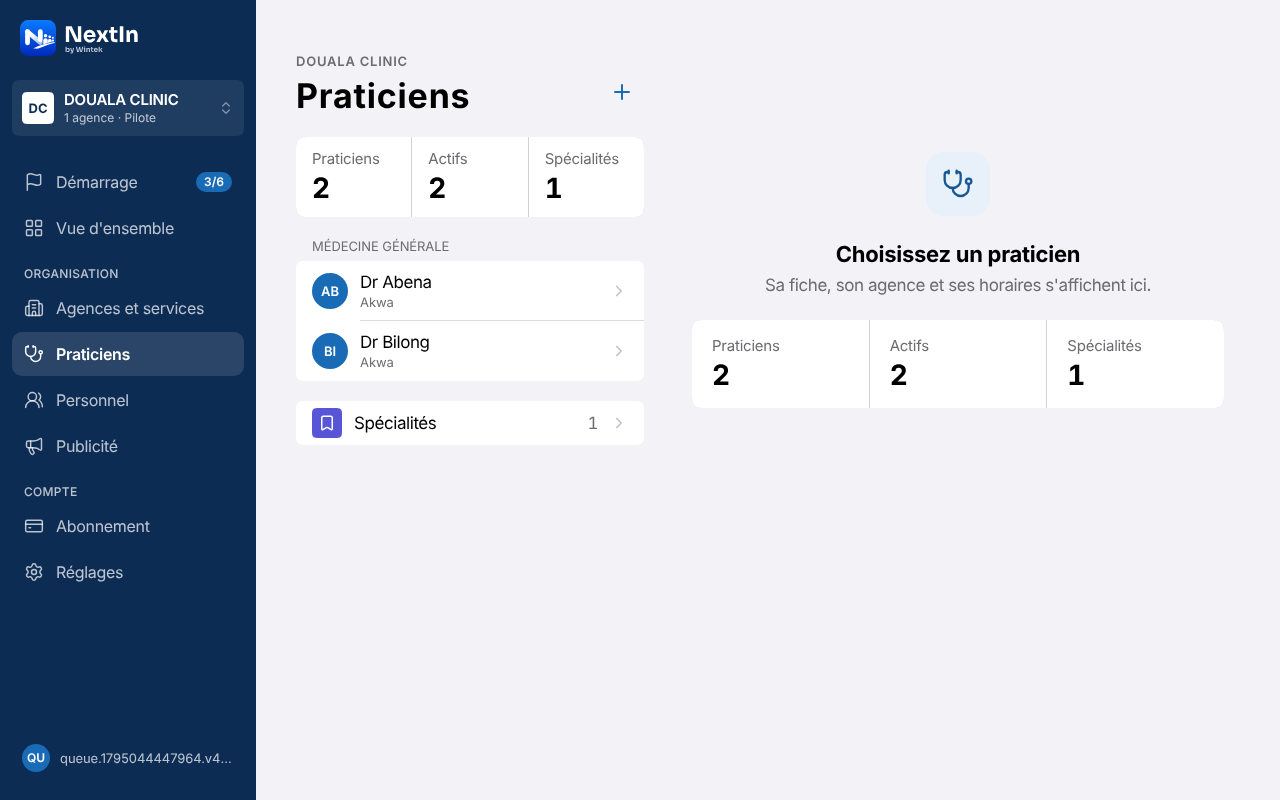 NextIn
by Wintek
DC
DOUALA CLINIC
1 agence · Pilote
Démarrage
3/6
Vue d'ensemble
ORGANISATION
Agences et services
Praticiens
Personnel
Publicité
COMPTE
Abonnement
Réglages
QU
queue.1795044447964.v4...
DOUALA CLINIC
Praticiens
Praticiens
2
Actifs
2
Spécialités
1
MÉDECINE GÉNÉRALE
AB
Dr Abena
Akwa
BI
Dr Bilong
Akwa
Spécialités
1
Choisissez un praticien
Sa fiche, son agence et ses horaires s'affichent ici.
Praticiens
2
Actifs
2
Spécialités
1